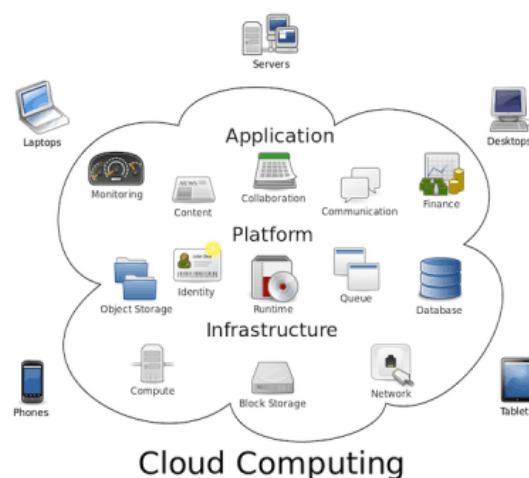 Servers
Laptops
Desktops
Application
Monitoring
NEWS
Content
Collaboration
Communication
Finance
Platform
Object Storage
Identity
Runtime
Queue
Database
Infrastructure
Compute
Block Storage
Network
Phones
Tablet
Cloud Computing